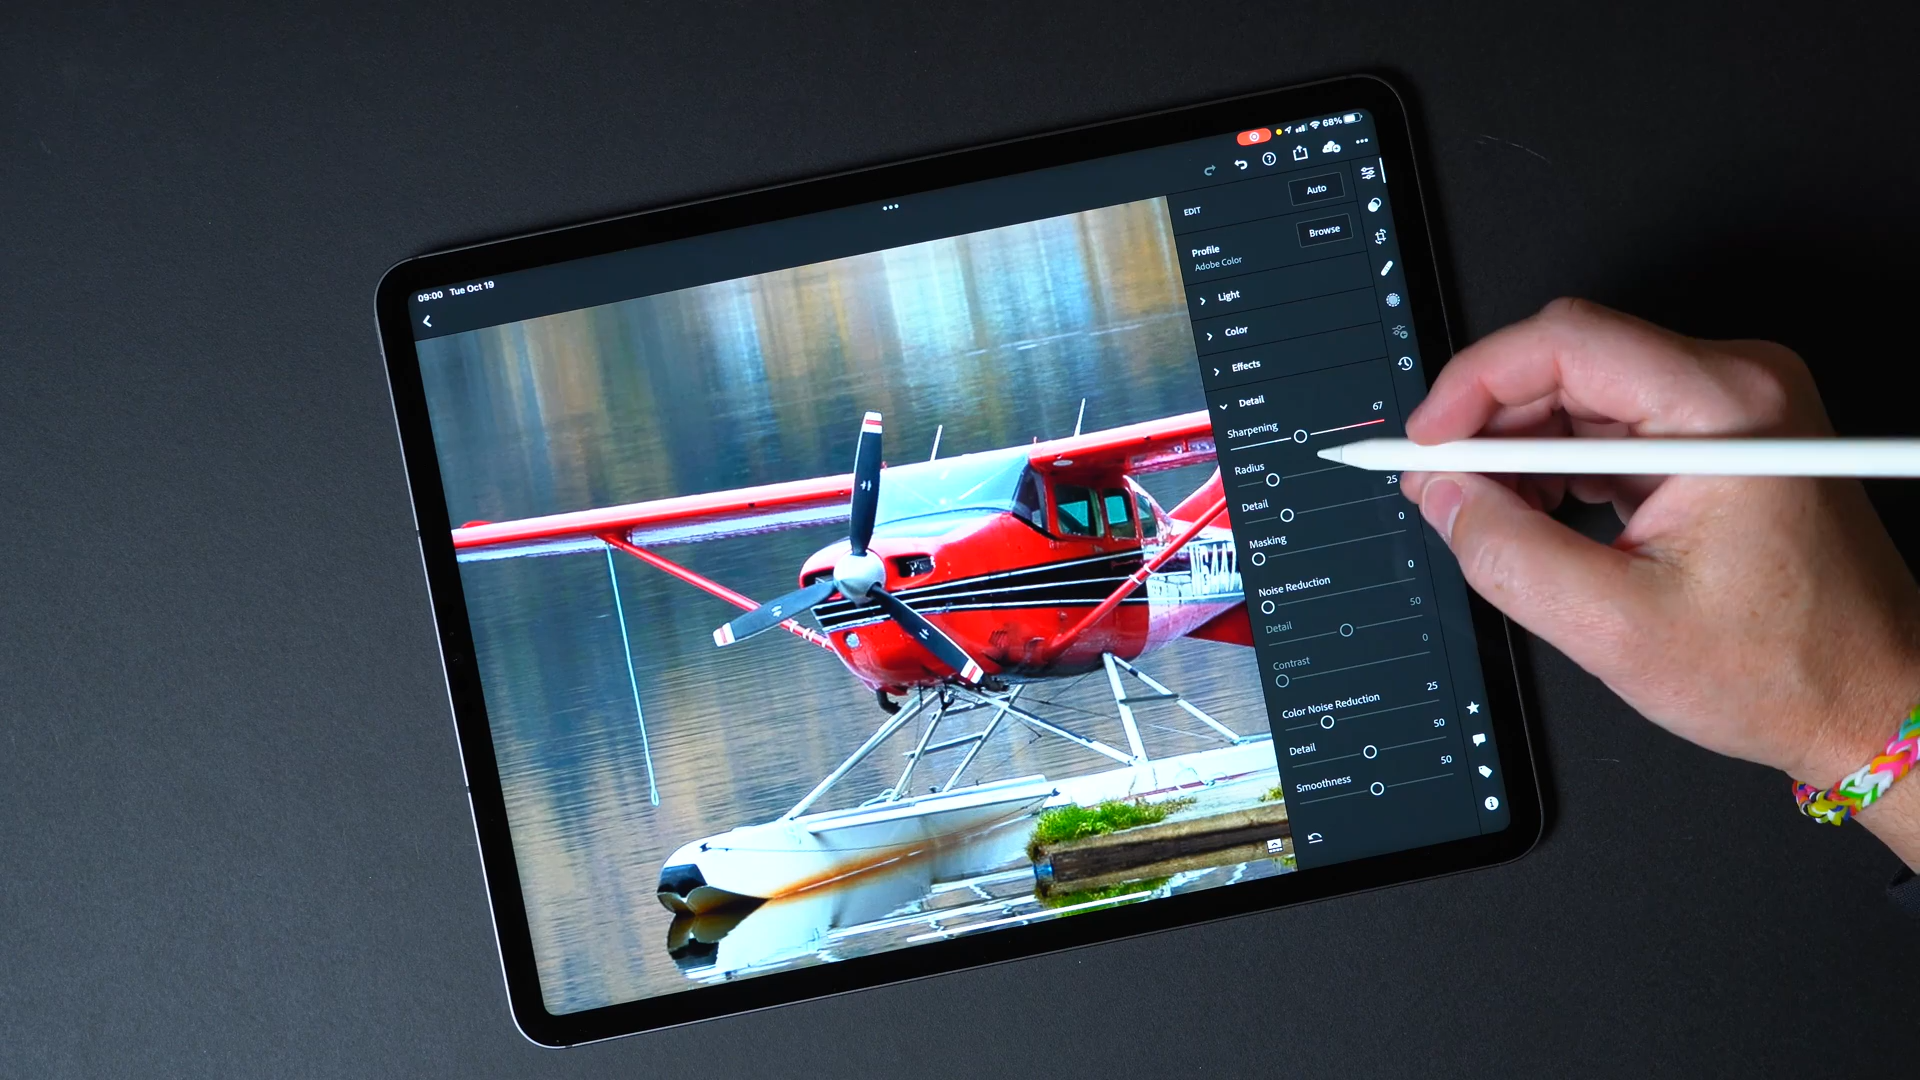 09:00 Tue Oct 19
68%
EDIT
Auto
Profile
Adobe Color
Browse
Light
Color
Effects
Detail
Sharpening 67
Radius
Detail 25
Masking 0
Noise Reduction 0
Detail 50
Contrast 0
Color Noise Reduction 25
Detail 50
Smoothness 50